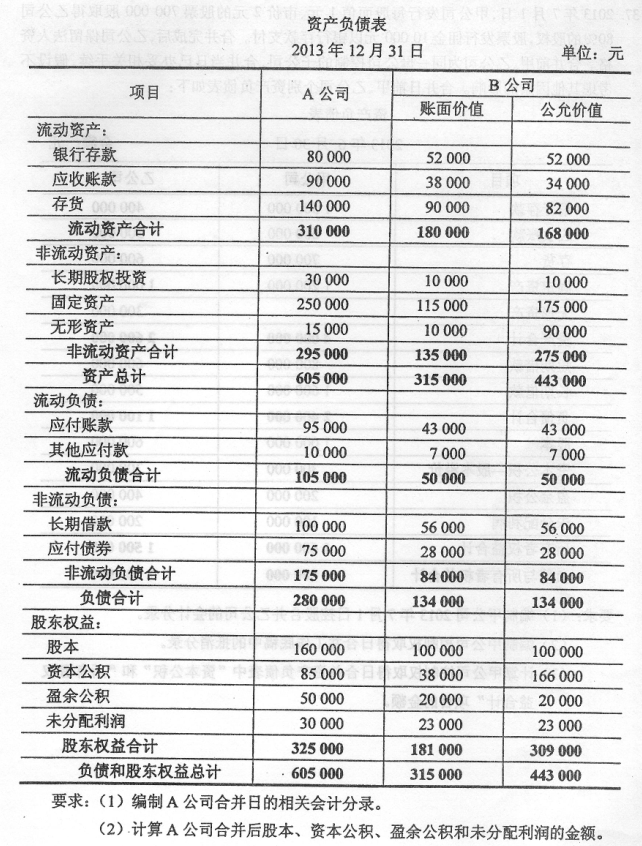 资产负债表
2013 年 12 月 31 日 单位：元
项目 A 公司 B 公司
账面价值 公允价值
流动资产：
银行存款 80 000 52 000 52 000
应收账款 90 000 38 000 34 000
存货 140 000 90 000 82 000
流动资产合计 310 000 180 000 168 000
非流动资产：
长期股权投资 30 000 10 000 10 000
固定资产 250 000 115 000 175 000
无形资产 15 000 10 000 90 000
非流动资产合计 295 000 135 000 275 000
资产总计 605 000 315 000 443 000
流动负债：
应付账款 95 000 43 000 43 000
其他应付款 10 000 7 000 7 000
流动负债合计 105 000 50 000 50 000
非流动负债：
长期借款 100 000 56 000 56 000
应付债券 75 000 28 000 28 000
非流动负债合计 175 000 84 000 84 000
负债合计 280 000 134 000 134 000
股东权益：
股本 160 000 100 000 100 000
资本公积 85 000 38 000 166 000
盈余公积 50 000 20 000 20 000
未分配利润 30 000 23 000 23 000
股东权益合计 325 000 181 000 309 000
负债和股东权益总计 605 000 315 000 443 000
要求：（1）编制 A 公司合并日的相关会计分录。
（2）计算 A 公司合并后股本、资本公积、盈余公积和未分配利润的金额。